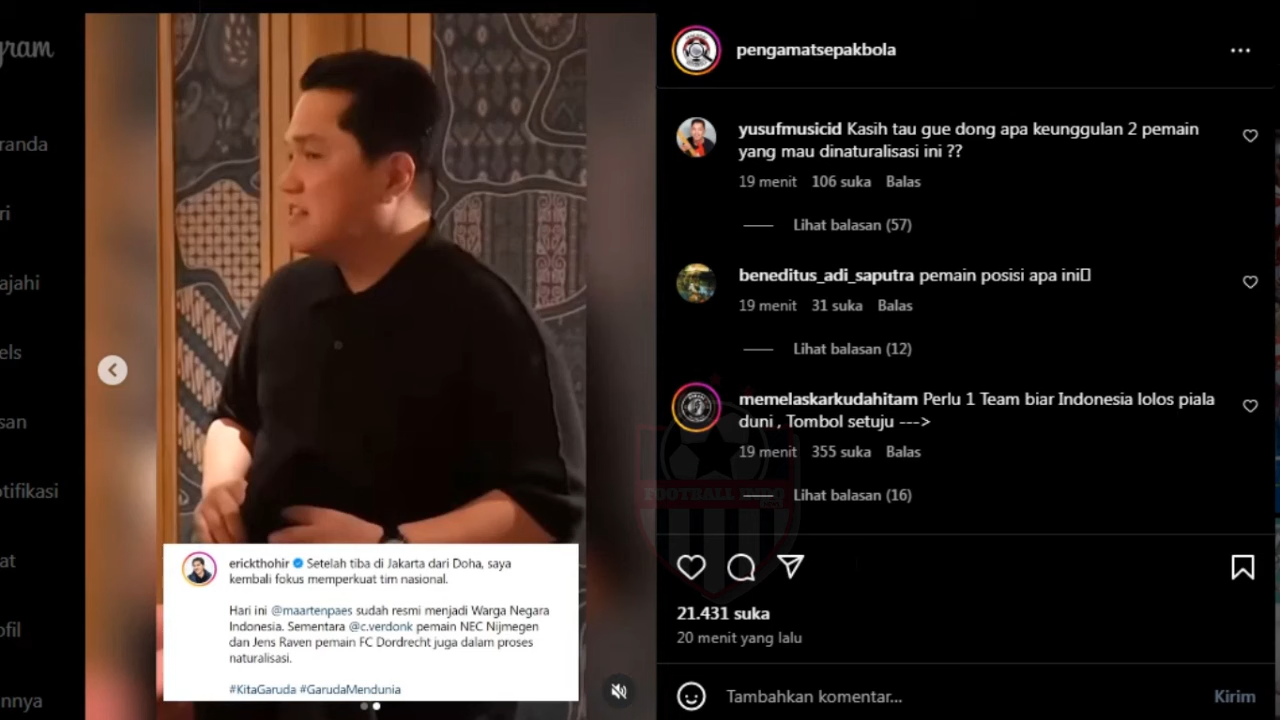 gram
randa
ri
ajahi
els
san
otifikasi
at
ofil
nnya
erickthohir Setelah tiba di Jakarta dari Doha, saya
kembali fokus memperkuat tim nasional.
Hari ini @maartenpaes sudah resmi menjadi Warga Negara
Indonesia. Sementara @c.verdonk pemain NEC Nijmegen
dan Jens Raven pemain FC Dordrecht juga dalam proses
naturalisasi.
#KitaGaruda #GarudaMendunia
pengamatsepakbola
yusufmusicid Kasih tau gue dong apa keunggulan 2 pemain
yang mau dinaturalisasi ini ??
19 menit 106 suka Balas
Lihat balasan (57)
beneditus_adi_saputra pemain posisi apa ini
19 menit 31 suka Balas
Lihat balasan (12)
memelaskarkudahitam Perlu 1 Team biar Indonesia lolos piala
duni , Tombol setuju --->
19 menit 355 suka Balas
Lihat balasan (16)
FOOTBALL INFO
21.431 suka
20 menit yang lalu
Tambahkan komentar...
Kirim